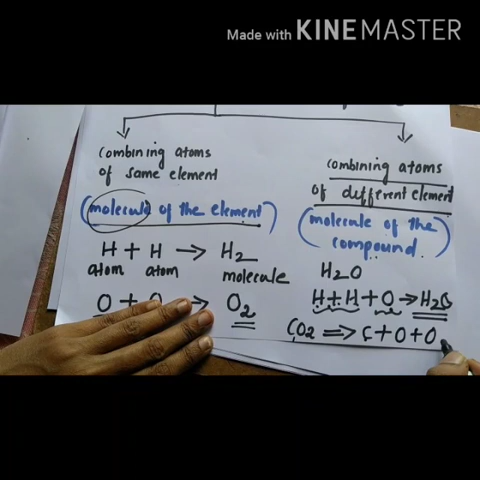 Made with KINEMASTER
combining atoms
of same element
(molecule of the element)
H + H → H2
atom atom molecule
O + O → O2
combining atoms
of different element
(molecule of the
compound)
H2O
H+H+O→H2O
CO2 ⇒ C+O+O